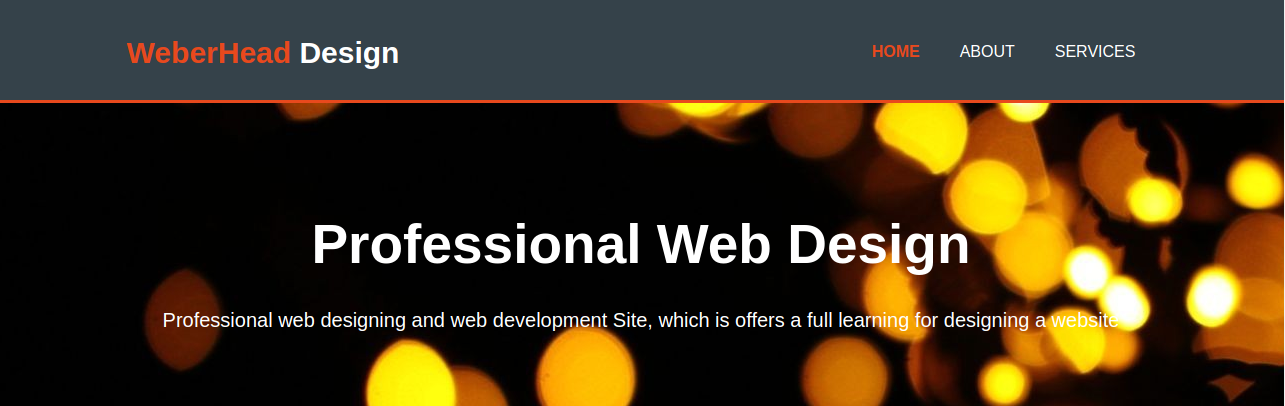 WeberHead Design
HOME ABOUT SERVICES
Professional Web Design
Professional web designing and web development Site, which is offers a full learning for designing a website